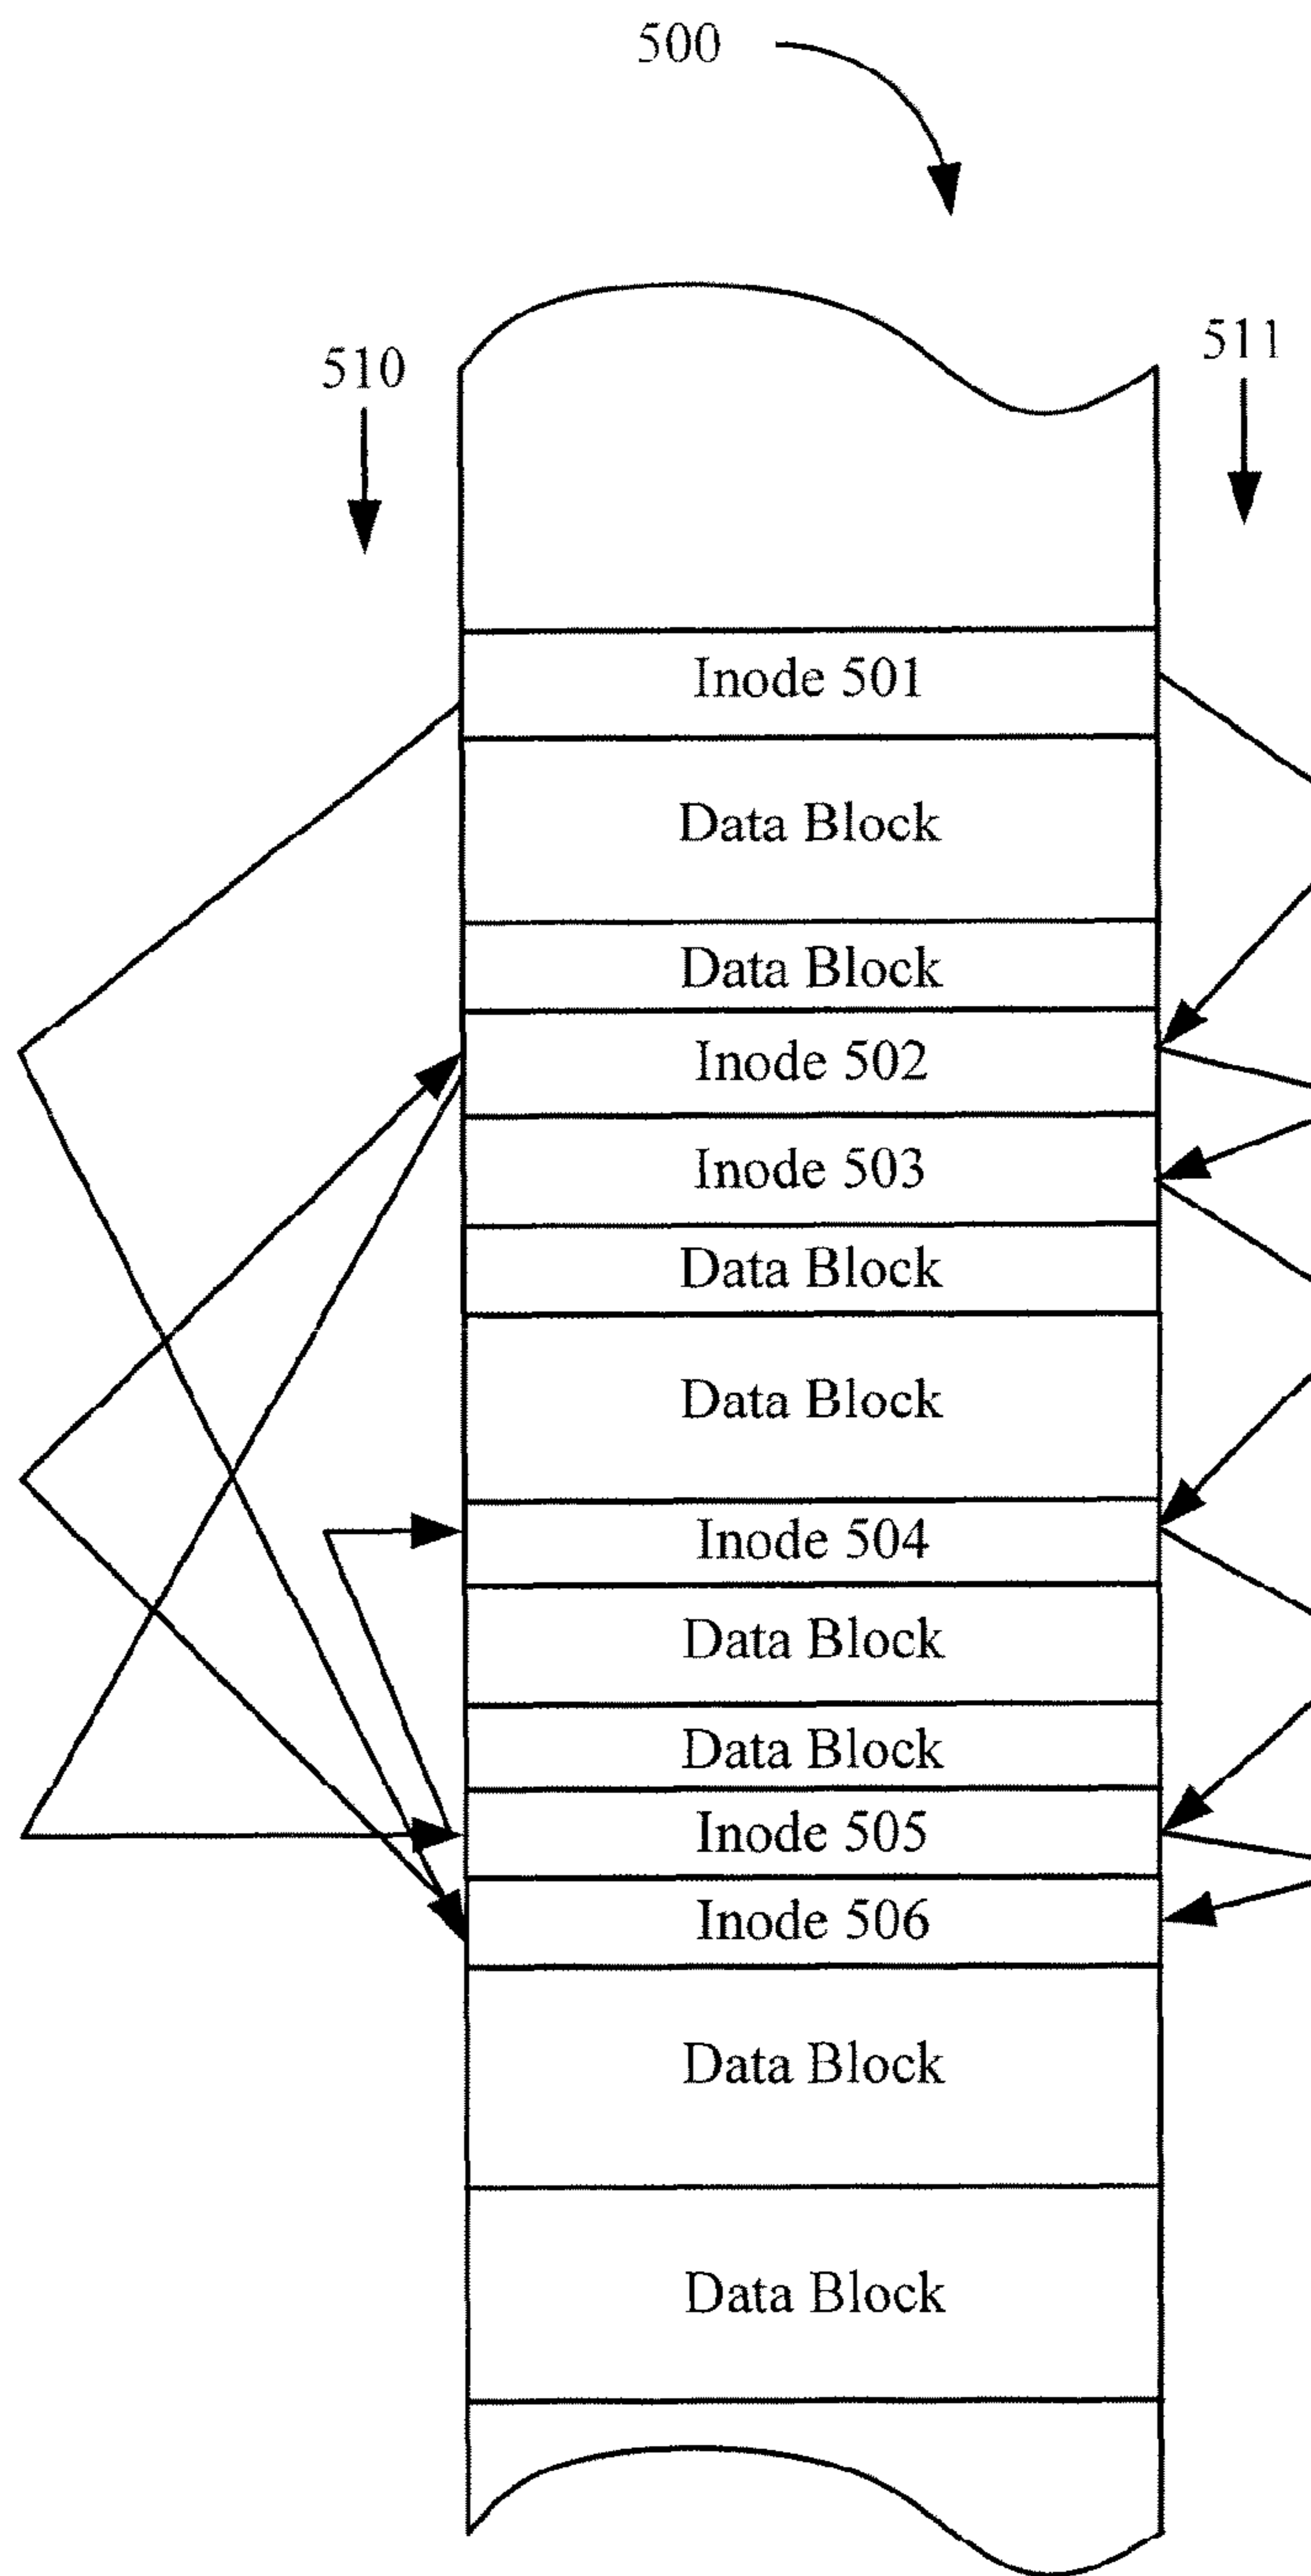 500
511
510
Inode 501
Data Block
Data Block
Inode 502
Inode 503
Data Block
Data Block
Inode 504
Data Block
Data Block
Inode 505
Inode 506
Data Block
Data Block